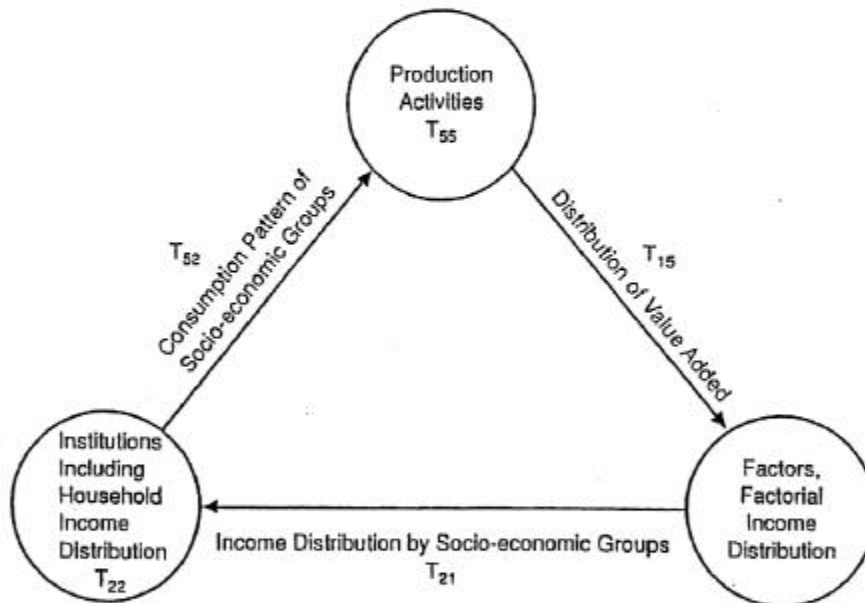 Production
Activities
T55
T52
Consumption Pattern of
Socio-economic Groups
Distribution of Value Added
T15
Institutions
Including
Household
Income
Distribution
T22
Factors,
Factorial
Income
Distribution
Income Distribution by Socio-economic Groups
T21